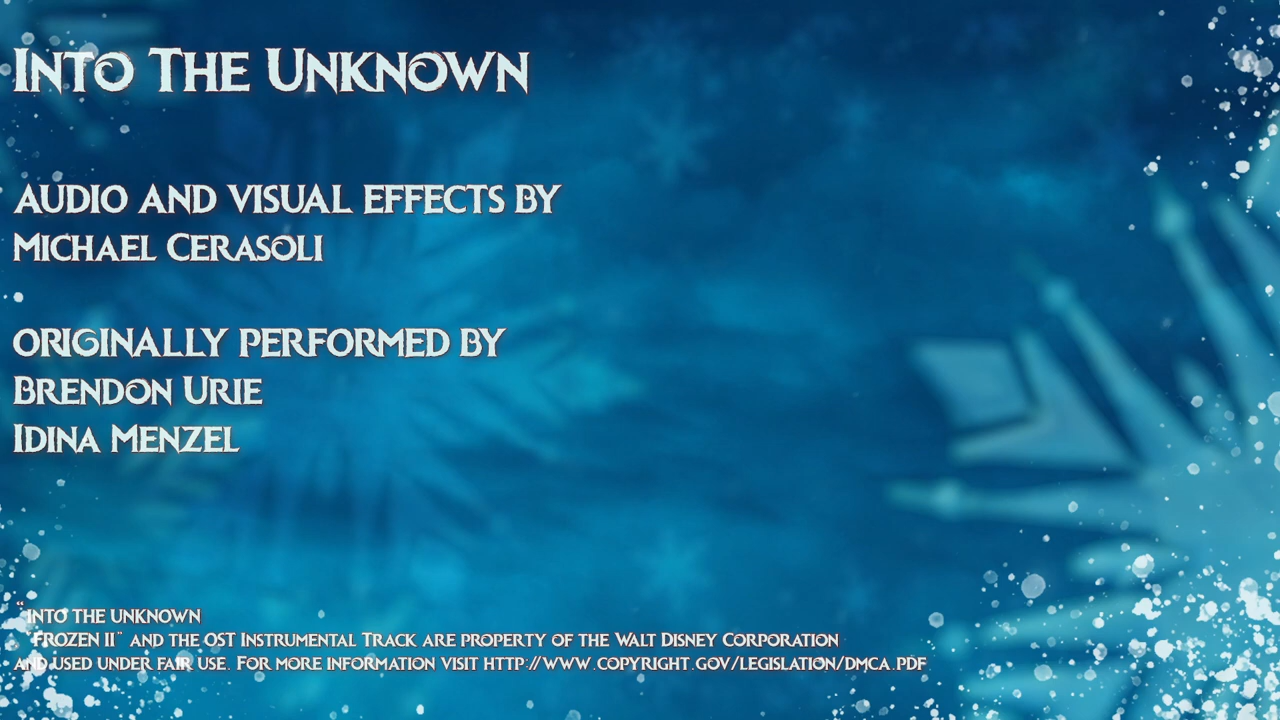 Into The Unknown
AUDIO AND VISUAL EFFECTS BY
Michael Cerasoli
ORIGINALLY PERFORMED BY
Brendon Urie
Idina Menzel
"INTO THE UNKNOWN
"FROZEN II" AND THE OST INSTRUMENTAL TRACK ARE PROPERTY OF THE WALT DISNEY CORPORATION
AND USED UNDER FAIR USE. FOR MORE INFORMATION VISIT HTTP://WWW.COPYRIGHT.GOV/LEGISLATION/DMCA.PDF